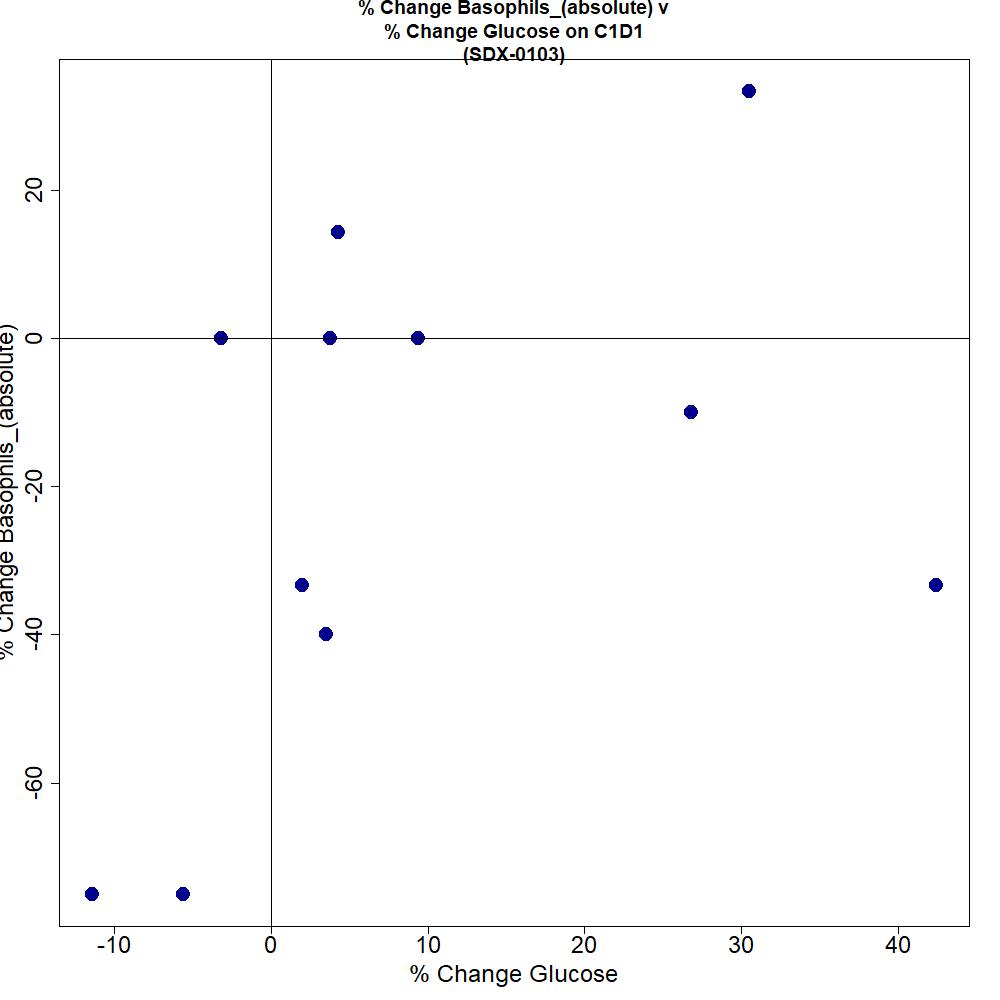 % Change Basophils_(absolute) v
% Change Glucose on C1D1
(SDX-0103)
% Change Basophils_(absolute)
20
0
-20
-40
-60
-10
0
10
20
30
40
% Change Glucose